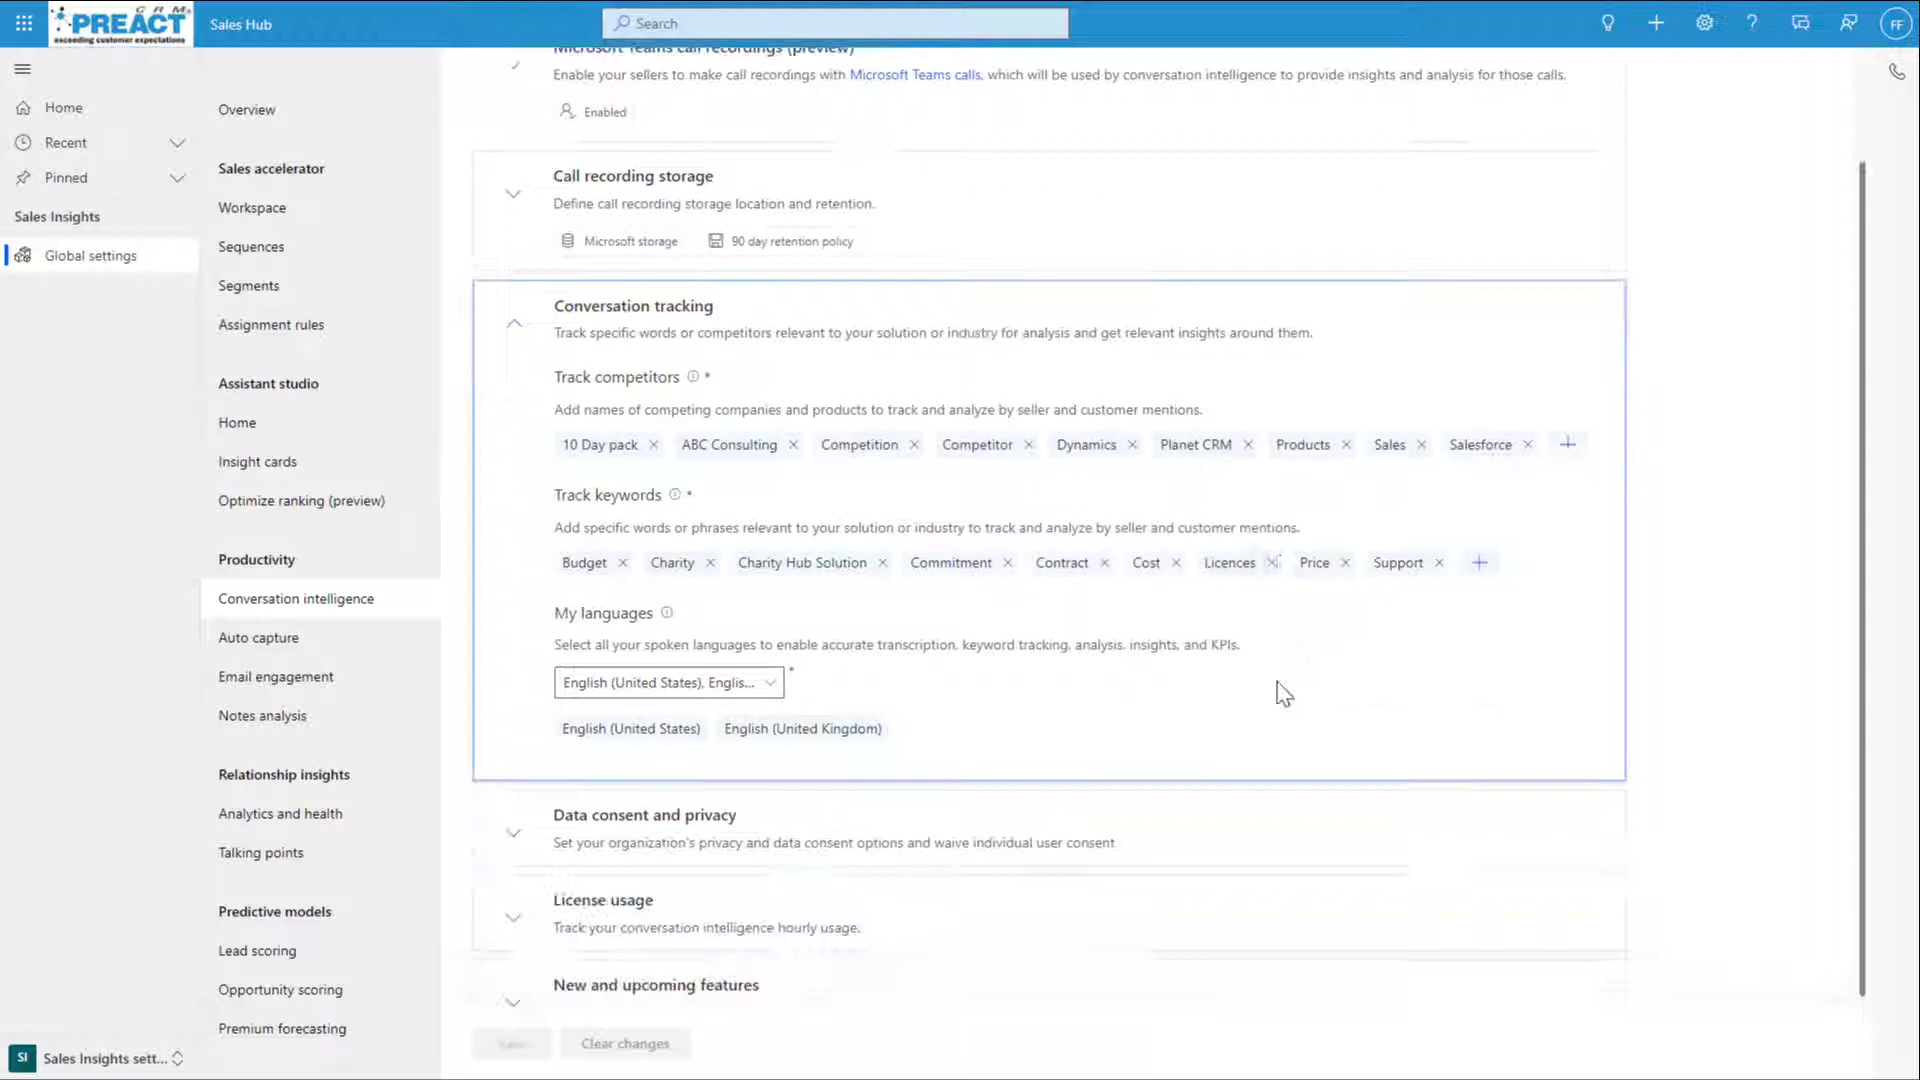 C R M
PREACT
exceeding customer expectations
Sales Hub
Search
FF
Home
Recent
Pinned
Sales Insights
Global settings
SI
Sales Insights sett...
Overview
Sales accelerator
Workspace
Sequences
Segments
Assignment rules
Assistant studio
Home
Insight cards
Optimize ranking (preview)
Productivity
Conversation intelligence
Auto capture
Email engagement
Notes analysis
Relationship insights
Analytics and health
Talking points
Predictive models
Lead scoring
Opportunity scoring
Premium forecasting
Microsoft Teams call recordings (preview)
Enable your sellers to make call recordings with Microsoft Teams calls, which will be used by conversation intelligence to provide insights and analysis for those calls.
Enabled
Call recording storage
Define call recording storage location and retention.
Microsoft storage 90 day retention policy
Conversation tracking
Track specific words or competitors relevant to your solution or industry for analysis and get relevant insights around them.
Track competitors *
Add names of competing companies and products to track and analyze by seller and customer mentions.
10 Day pack ABC Consulting Competition Competitor Dynamics Planet CRM Products Sales Salesforce
Track keywords *
Add specific words or phrases relevant to your solution or industry to track and analyze by seller and customer mentions.
Budget Charity Charity Hub Solution Commitment Contract Cost Licences Price Support
My languages
Select all your spoken languages to enable accurate transcription, keyword tracking, analysis, insights, and KPIs.
English (United States), Englis... *
English (United States) English (United Kingdom)
Data consent and privacy
Set your organization's privacy and data consent options and waive individual user consent
License usage
Track your conversation intelligence hourly usage.
New and upcoming features
Clear changes